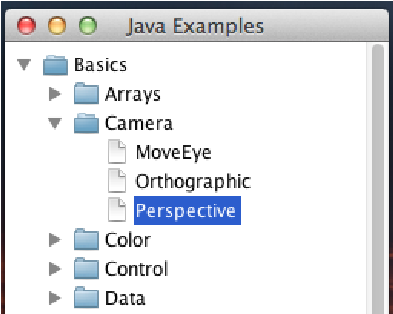 Java Examples
Basics
Arrays
Camera
MoveEye
Orthographic
Perspective
Color
Control
Data